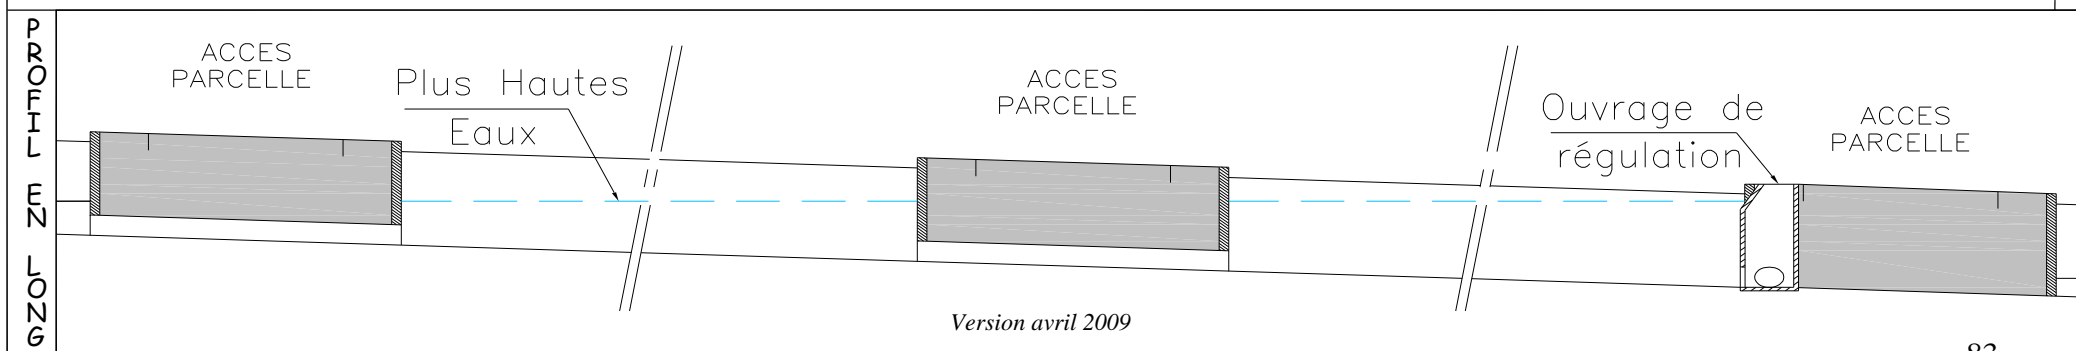 PROFIL EN LONG
ACCES
PARCELLE
Plus Hautes
Eaux
ACCES
PARCELLE
Ouvrage de
régulation
ACCES
PARCELLE
Version avril 2009